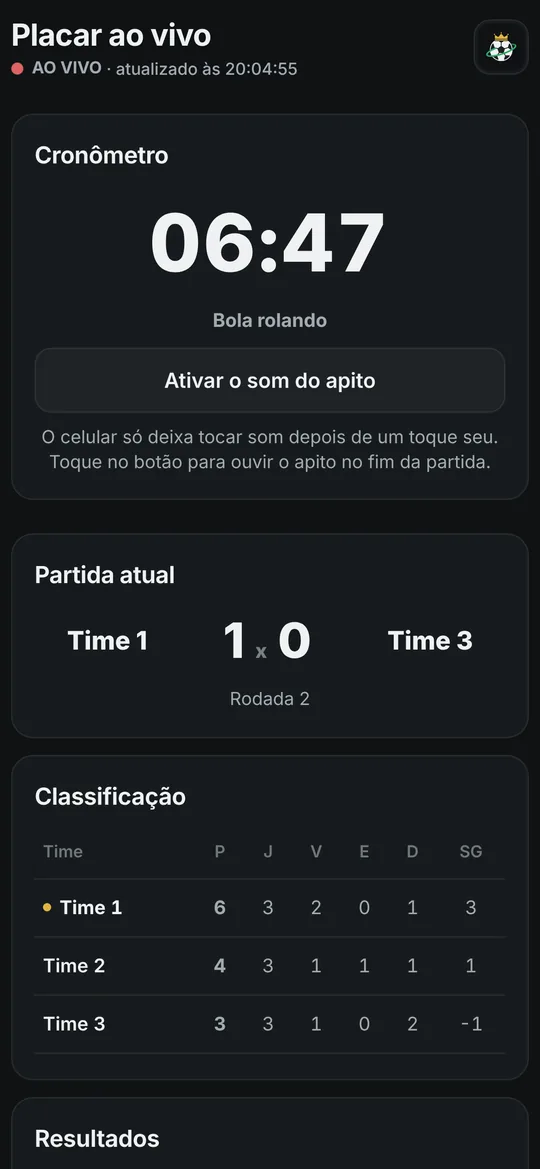 Placar ao vivo
AO VIVO · atualizado às 20:04:55
Cronômetro
06:47
Bola rolando
Ativar o som do apito
O celular só deixa tocar som depois de um toque seu.
Toque no botão para ouvir o apito no fim da partida.
Partida atual
Time 1 1 x 0 Time 3
Rodada 2
Classificação
Time P J V E D SG
Time 1 6 3 2 0 1 3
Time 2 4 3 1 1 1 1
Time 3 3 3 1 0 2 -1
Resultados